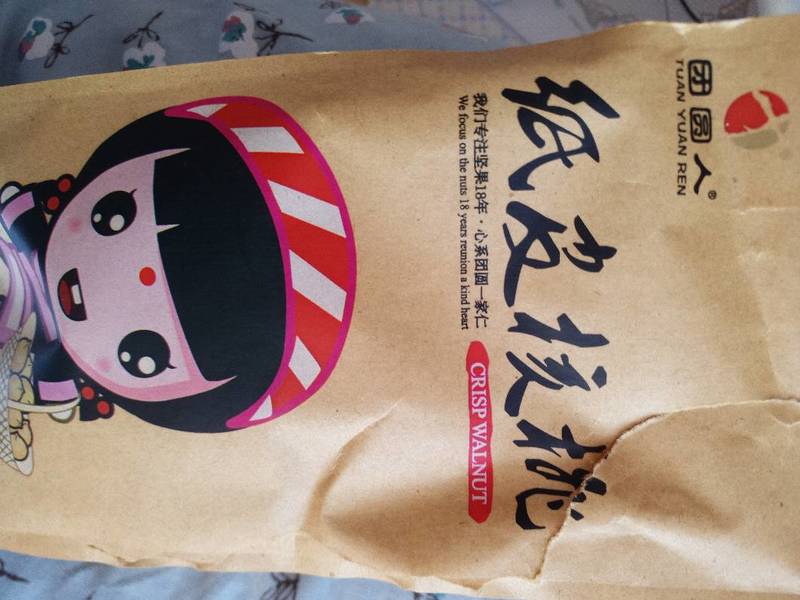 团圆人®
TUAN YUAN REN
纸皮核桃
我们专注坚果18年·心系团圆一家仁
We focus on the nuts 18 years reunion a kind heart
CRISP WALNUT